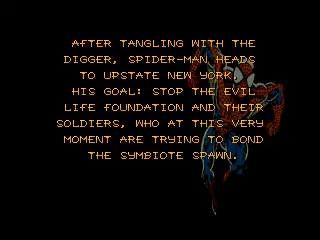 AFTER TANGLING WITH THE
DIGGER, SPIDER-MAN HEADS
TO UPSTATE NEW YORK.
HIS GOAL: STOP THE EVIL
LIFE FOUNDATION AND THEIR
SOLDIERS, WHO AT THIS VERY
MOMENT ARE TRYING TO BOND
THE SYMBIOTE SPAWN.